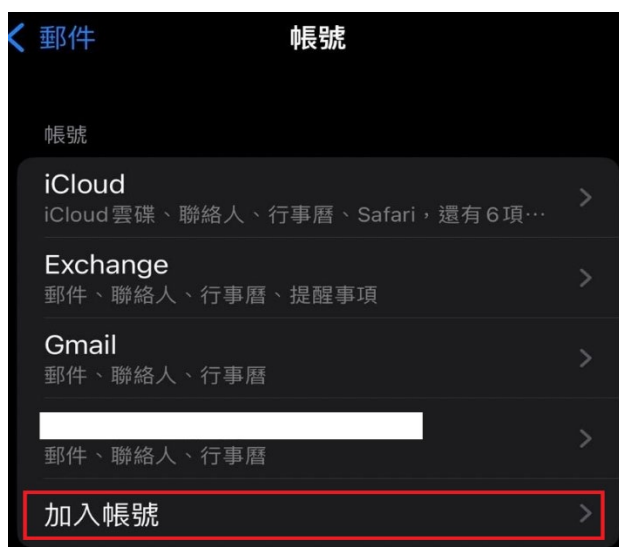 郵件
帳號
帳號
iCloud
iCloud雲碟、聯絡人、行事曆、Safari，還有6項…
Exchange
郵件、聯絡人、行事曆、提醒事項
Gmail
郵件、聯絡人、行事曆
郵件、聯絡人、行事曆
加入帳號